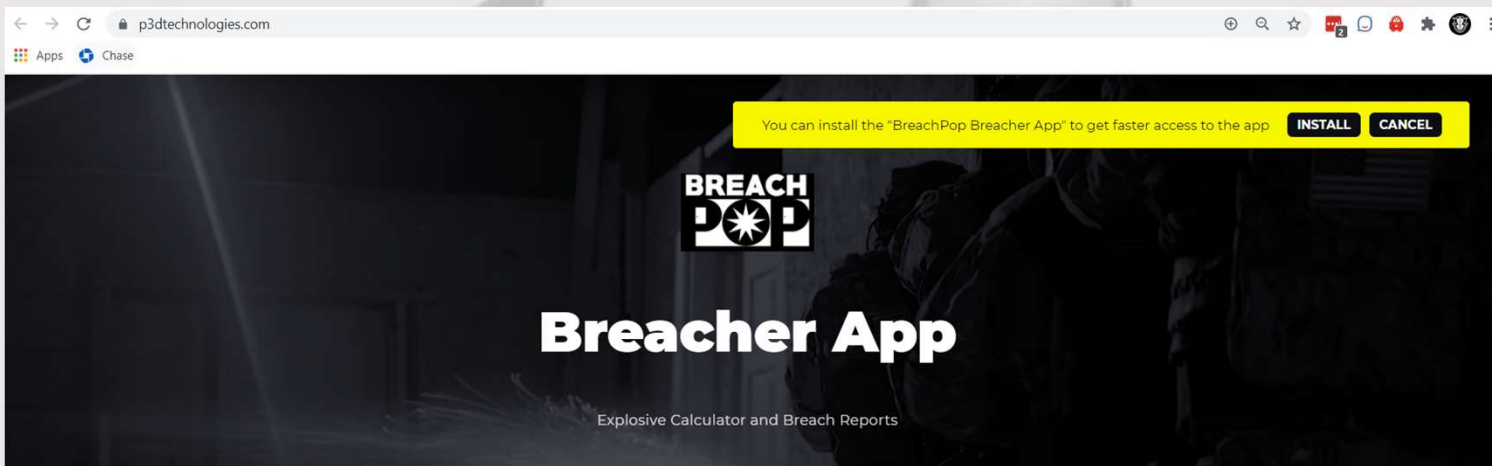 p3dtechnologies.com
2
Apps Chase
You can install the "BreachPop Breacher App" to get faster access to the app INSTALL CANCEL
BREACH
POP
Breacher App
Explosive Calculator and Breach Reports